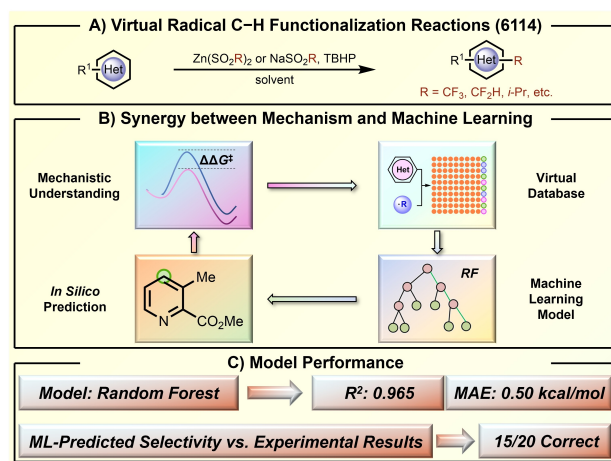 A) Virtual Radical C–H Functionalization Reactions (6114)
R¹ Het
Zn(SO₂R)₂ or NaSO₂R, TBHP
solvent
R¹ Het R
R = CF₃, CF₂H, i-Pr, etc.
B) Synergy between Mechanism and Machine Learning
Mechanistic
Understanding
ΔΔG‡
Het
·R
Virtual
Database
In Silico
Prediction
Me
N
CO₂Me
RF
Machine
Learning
Model
C) Model Performance
Model: Random Forest
R²: 0.965
MAE: 0.50 kcal/mol
ML-Predicted Selectivity vs. Experimental Results
15/20 Correct